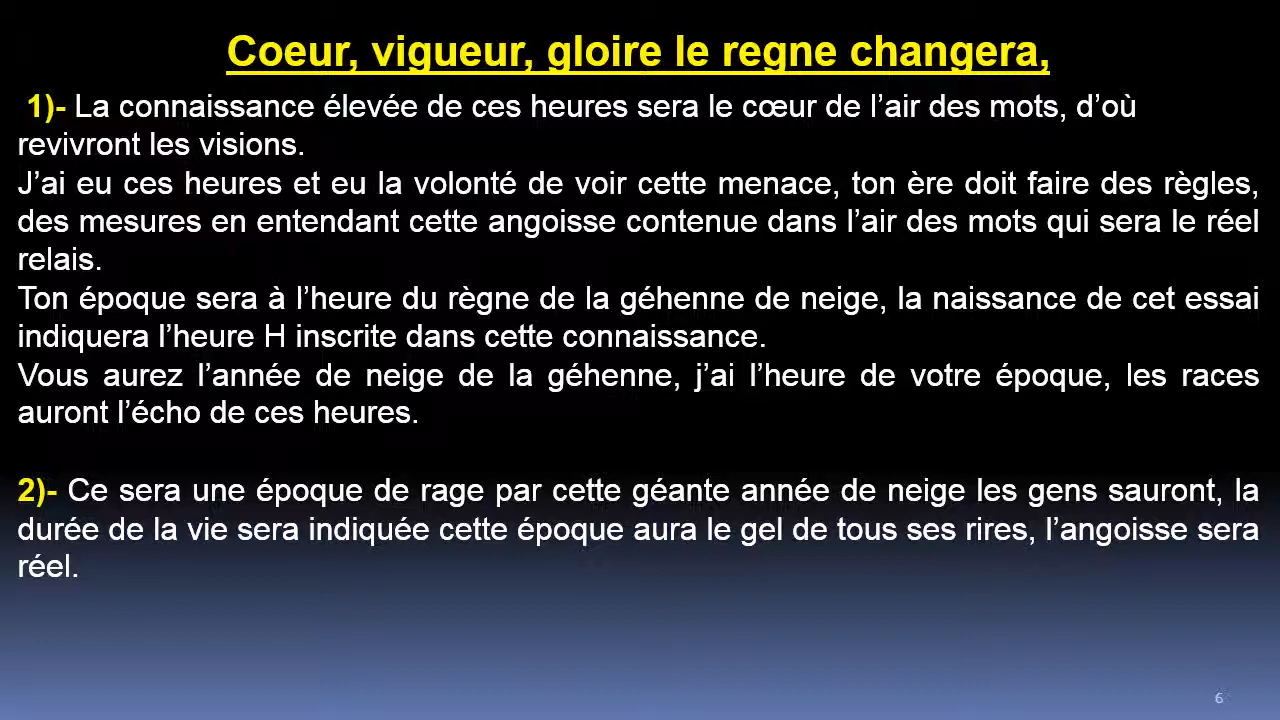 Coeur, vigueur, gloire le regne changera,
1)- La connaissance élevée de ces heures sera le cœur de l’air des mots, d’où
revivront les visions.
J’ai eu ces heures et eu la volonté de voir cette menace, ton ère doit faire des règles,
des mesures en entendant cette angoisse contenue dans l’air des mots qui sera le réel
relais.
Ton époque sera à l’heure du règne de la géhenne de neige, la naissance de cet essai
indiquera l’heure H inscrite dans cette connaissance.
Vous aurez l’année de neige de la géhenne, j’ai l’heure de votre époque, les races
auront l’écho de ces heures.
2)- Ce sera une époque de rage par cette géante année de neige les gens sauront, la
durée de la vie sera indiquée cette époque aura le gel de tous ses rires, l’angoisse sera
réel.
6